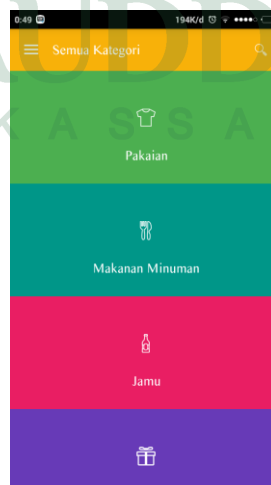 0:49 194K/d
Semua Kategori
Pakaian
Makanan Minuman
Jamu